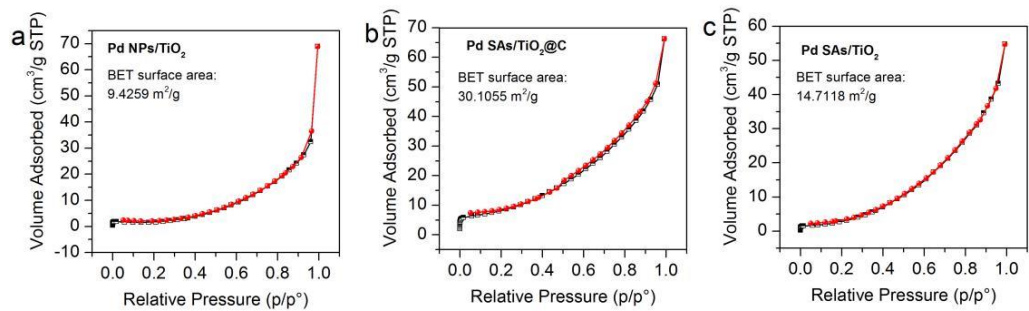 a
Pd NPs/TiO₂
BET surface area:
9.4259 m²/g
Volume Adsorbed (cm³/g STP)
70
60
50
40
30
20
10
0
-10
0.0 0.2 0.4 0.6 0.8 1.0
Relative Pressure (p/p°)
b
Pd SAs/TiO₂@C
BET surface area:
30.1055 m²/g
Volume Adsorbed (cm³/g STP)
70
60
50
40
30
20
10
0
0.0 0.2 0.4 0.6 0.8 1.0
Relative Pressure (p/p°)
c
Pd SAs/TiO₂
BET surface area:
14.7118 m²/g
Volume Adsorbed (cm³/g STP)
60
50
40
30
20
10
0
0.0 0.2 0.4 0.6 0.8 1.0
Relative Pressure (p/p°)